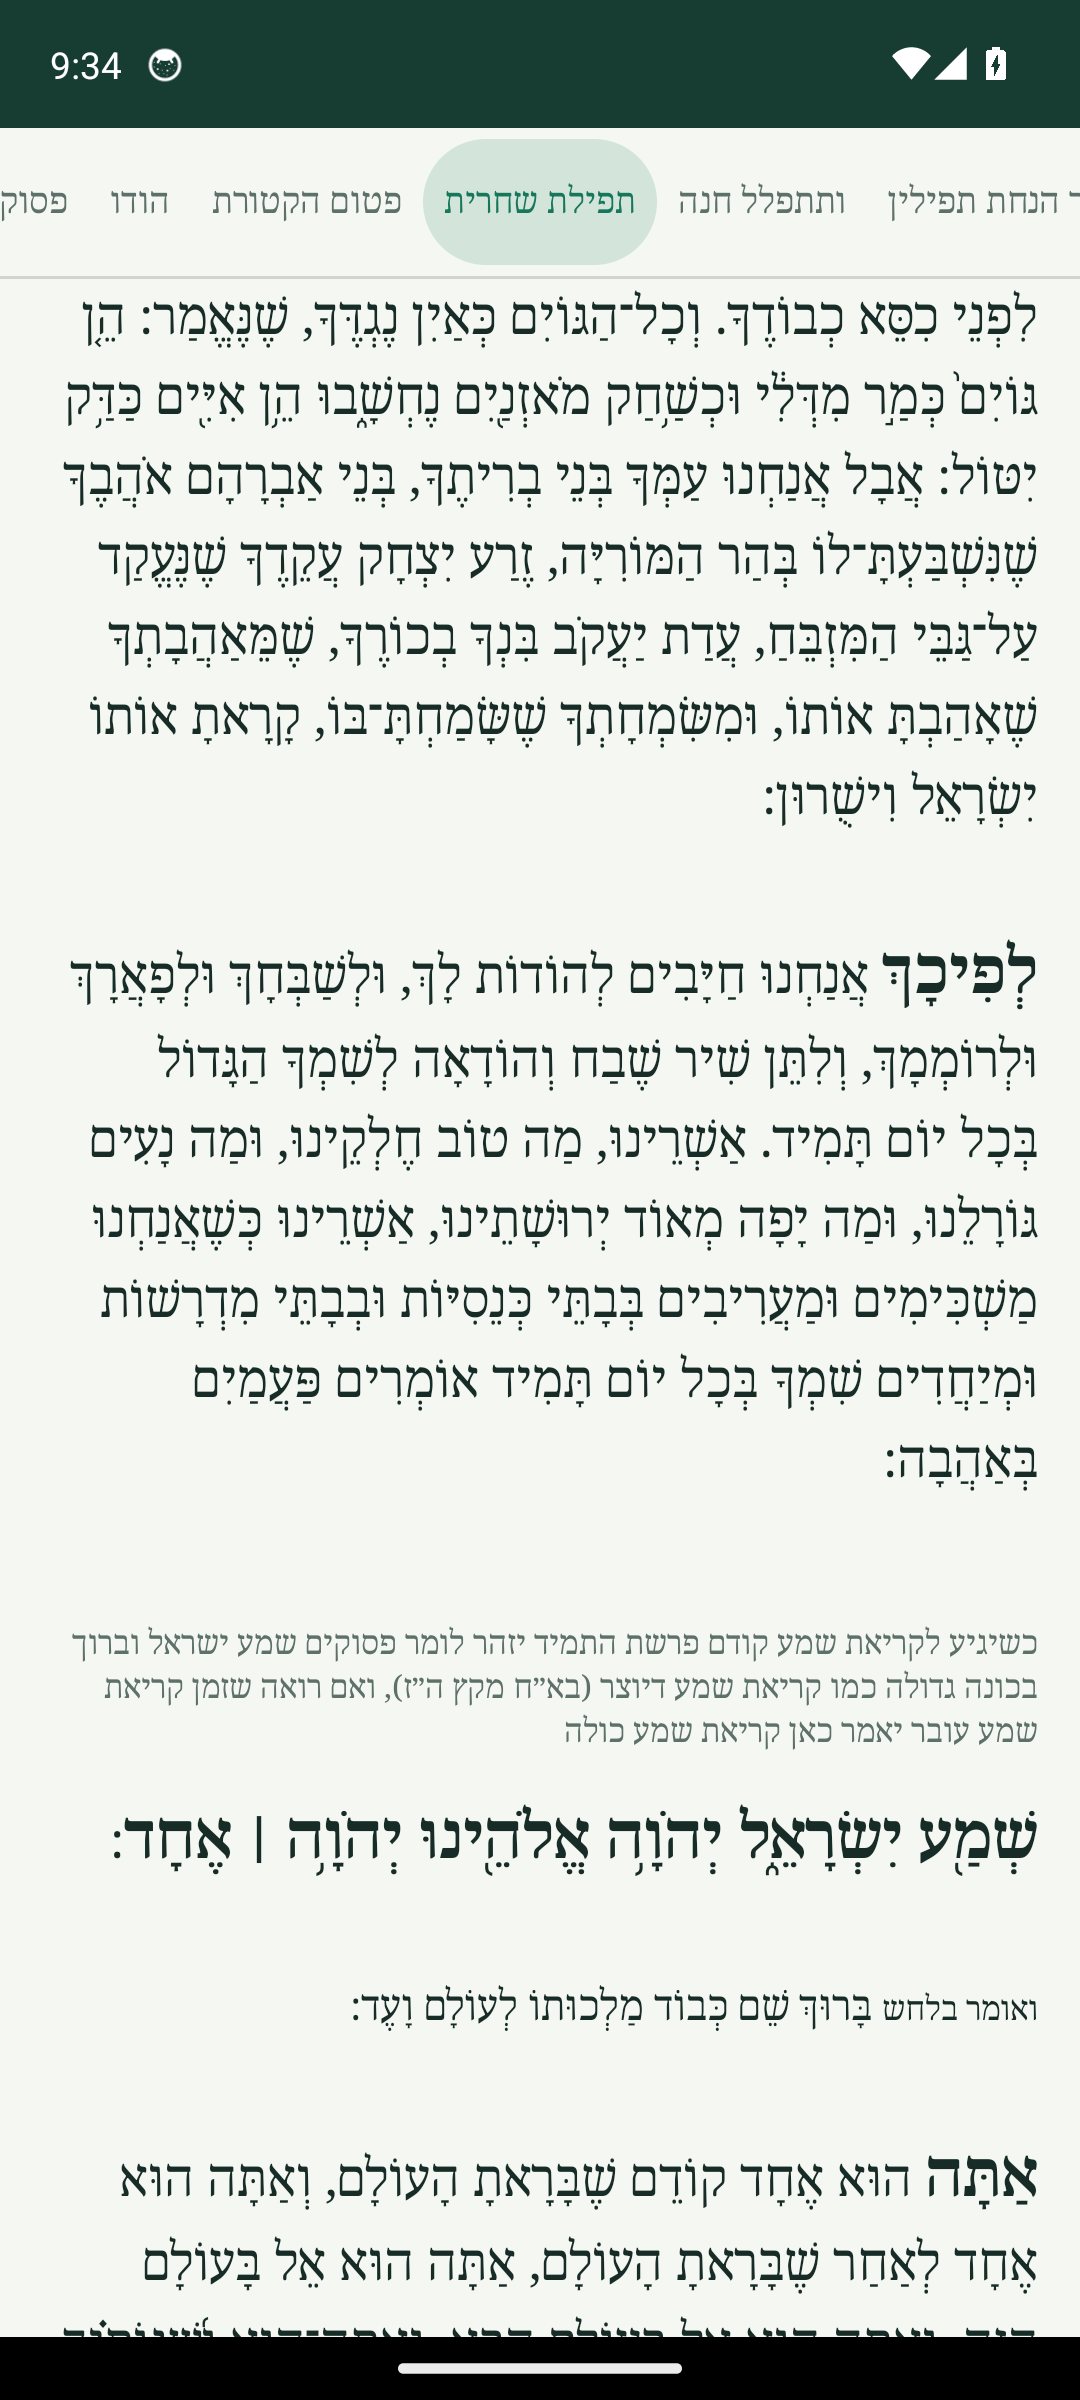 9:34
ר הנחת תפילין ותתפלל חנה תפילת שחרית פטום הקטורת הודו פסוק
לִפְנֵי כִסֵּא כְבוֹדֶךָ. וְכָל־הַגּוֹיִם כְּאַיִן נֶגְדֶּךָ, שֶׁנֶּאֱמַר: הֵ֤ן
גּוֹיִם֙ כְּמַ֣ר מִדְּלִ֔י וּכְשַׁ֥חַק מֹאזְנַ֖יִם נֶחְשָׁ֑בוּ הֵ֥ן אִיִּ֖ים כַּדַּ֥ק
יִטּוֹל: אֲבָל אֲנַחְנוּ עַמְּךָ בְּנֵי בְרִיתֶךָ, בְּנֵי אַבְרָהָם אֹהֲבֶךָ
שֶׁנִּשְׁבַּעְתָּ־לוֹ בְּהַר הַמּוֹרִיָּה, זֶרַע יִצְחָק עֲקֵדֶךָ שֶׁנֶּעֱקַד
עַל־גַּבֵּי הַמִּזְבֵּחַ, עֲדַת יַעֲקֹב בִּנְךָ בְכוֹרֶךָ, שֶׁמֵּאַהֲבָתְךָ
שֶׁאָהַבְתָּ אוֹתוֹ, וּמִשִּׂמְחָתְךָ שֶׁשָּׂמַחְתָּ־בּוֹ, קָרָאתָ אוֹתוֹ
יִשְׂרָאֵל וִישֻׁרוּן:
לְפִיכָךְ אֲנַחְנוּ חַיָּבִים לְהוֹדוֹת לָךְ, וּלְשַׁבְּחָךְ וּלְפָאֲרָךְ
וּלְרוֹמְמָךְ, וְלִתֵּן שִׁיר שֶׁבַח וְהוֹדָאָה לְשִׁמְךָ הַגָּדוֹל
בְּכָל יוֹם תָּמִיד. אַשְׁרֵינוּ, מַה טוֹב חֶלְקֵינוּ, וּמַה נָעִים
גּוֹרָלֵנוּ, וּמַה יָפָה מְאוֹד יְרוּשָׁתֵינוּ, אַשְׁרֵינוּ כְּשֶׁאֲנַחְנוּ
מַשְׁכִּימִים וּמַעֲרִיבִים בְּבָתֵּי כְּנֵסִיּוֹת וּבְבָתֵּי מִדְרָשׁוֹת
וּמְיַחֲדִים שִׁמְךָ בְּכָל יוֹם תָּמִיד אוֹמְרִים פַּעֲמַיִם
בְּאַהֲבָה:
כשיגיע לקריאת שמע קודם פרשת התמיד יזהר לומר פסוקים שמע ישראל וברוך
בכונה גדולה כמו קריאת שמע דיוצר (בא״ח מקץ ה״ז), ואם רואה שזמן קריאת
שמע עובר יאמר כאן קריאת שמע כולה
שְׁמַ֖ע יִשְׂרָאֵ֑ל יְהֹוָ֥ה אֱלֹהֵ֖ינוּ יְהֹוָ֥ה | אֶחָד:
ואומר בלחש בָּרוּךְ שֵׁם כְּבוֹד מַלְכוּתוֹ לְעוֹלָם וָעֶד:
אַתָּה הוּא אֶחָד קוֹדֵם שֶׁבָּרָאתָ הָעוֹלָם, וְאַתָּה הוּא
אֶחָד לְאַחַר שֶׁבָּרָאתָ הָעוֹלָם, אַתָּה הוּא אֵל בָּעוֹלָם